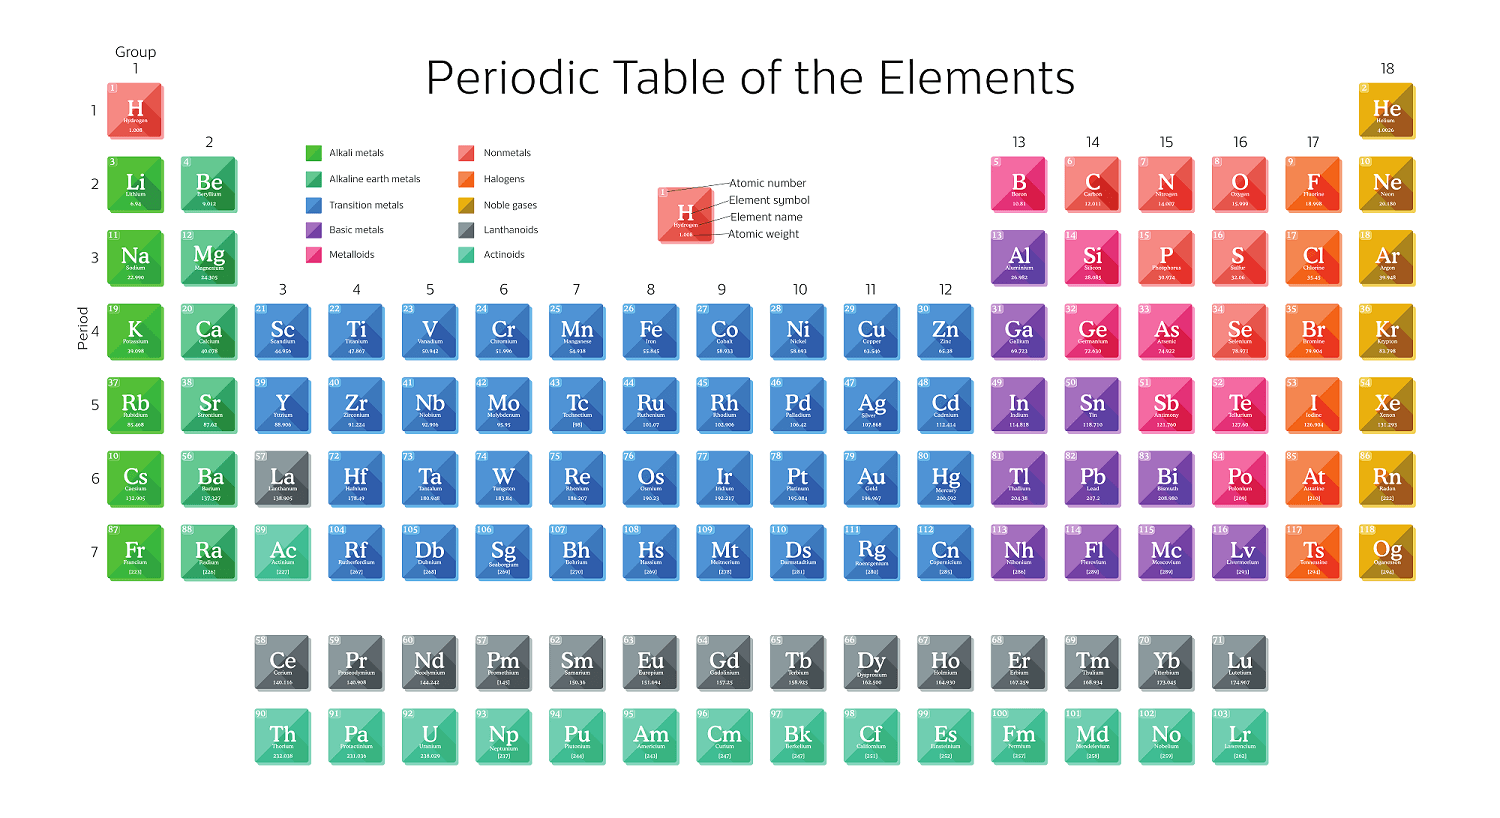 Group
1
18
Periodic Table of the Elements
1
1
H
Hydrogen
1.008
2
He
Helium
4.0026
2
13 14 15 16 17
Alkali metals
Alkaline earth metals
Transition metals
Basic metals
Metalloids
Nonmetals
Halogens
Noble gases
Lanthanoids
Actinoids
1
H
Hydrogen
1.008
Atomic number
Element symbol
Element name
Atomic weight
2
3 4 5 6 7 8 9 10
Li Be B C N O F Ne
Lithium Beryllium Boron Carbon Nitrogen Oxygen Fluorine Neon
6.94 9.012 10.81 12.011 14.007 15.999 18.998 20.180
3
11 12 13 14 15 16 17 18
Na Mg Al Si P S Cl Ar
Sodium Magnesium Aluminium Silicon Phosphorus Sulfur Chlorine Argon
22.990 24.305 26.982 28.085 30.974 32.06 35.45 39.948
3 4 5 6 7 8 9 10 11 12
Period
4
19 20 21 22 23 24 25 26 27 28 29 30 31 32 33 34 35 36
K Ca Sc Ti V Cr Mn Fe Co Ni Cu Zn Ga Ge As Se Br Kr
Potassium Calcium Scandium Titanium Vanadium Chromium Manganese Iron Cobalt Nickel Copper Zinc Gallium Germanium Arsenic Selenium Bromine Krypton
39.098 40.078 44.956 47.867 50.942 51.996 54.938 55.845 58.933 58.693 63.546 65.38 69.723 72.630 74.922 78.971 79.904 83.798
5
37 38 39 40 41 42 43 44 45 46 47 48 49 50 51 52 53 54
Rb Sr Y Zr Nb Mo Tc Ru Rh Pd Ag Cd In Sn Sb Te I Xe
Rubidium Strontium Yttrium Zirconium Niobium Molybdenum Technetium Ruthenium Rhodium Palladium Silver Cadmium Indium Tin Antimony Tellurium Iodine Xenon
85.468 87.62 88.906 91.224 92.906 95.95 [98] 101.07 102.906 106.42 107.868 112.414 114.818 118.710 121.760 127.60 126.904 131.293
6
10 56 57 72 73 74 75 76 77 78 79 80 81 82 83 84 85 86
Cs Ba La Hf Ta W Re Os Ir Pt Au Hg Tl Pb Bi Po At Rn
Caesium Barium Lanthanum Hafnium Tantalum Tungsten Rhenium Osmium Iridium Platinum Gold Mercury Thallium Lead Bismuth Polonium Astatine Radon
132.905 137.327 138.905 178.49 180.948 183.84 186.207 190.23 192.217 195.084 196.967 200.592 204.38 207.2 208.980 [209] [210] [222]
7
87 88 89 104 105 106 107 108 109 110 111 112 113 114 115 116 117 118
Fr Ra Ac Rf Db Sg Bh Hs Mt Ds Rg Cn Nh Fl Mc Lv Ts Og
Francium Radium Actinium Rutherfordium Dubnium Seaborgium Bohrium Hassium Meitnerium Darmstadtium Roentgenium Copernicium Nihonium Flerovium Moscovium Livermorium Tennessine Oganesson
[223] [226] [227] [267] [268] [269] [270] [269] [278] [281] [282] [285] [286] [289] [289] [293] [294] [294]
58 59 60 57 62 63 64 65 66 67 68 69 70 71
Ce Pr Nd Pm Sm Eu Gd Tb Dy Ho Er Tm Yb Lu
Cerium Praseodymium Neodymium Promethium Samarium Europium Gadolinium Terbium Dysprosium Holmium Erbium Thulium Ytterbium Lutetium
140.116 140.908 144.242 [145] 150.36 151.964 157.25 158.925 162.500 164.930 167.259 168.934 173.045 174.967
90 91 92 93 94 95 96 97 98 99 100 101 102 103
Th Pa U Np Pu Am Cm Bk Cf Es Fm Md No Lr
Thorium Protactinium Uranium Neptunium Plutonium Americium Curium Berkelium Californium Einsteinium Fermium Mendelevium Nobelium Lawrencium
232.038 231.036 238.029 [237] [244] [243] [247] [247] [251] [252] [257] [258] [259] [262]